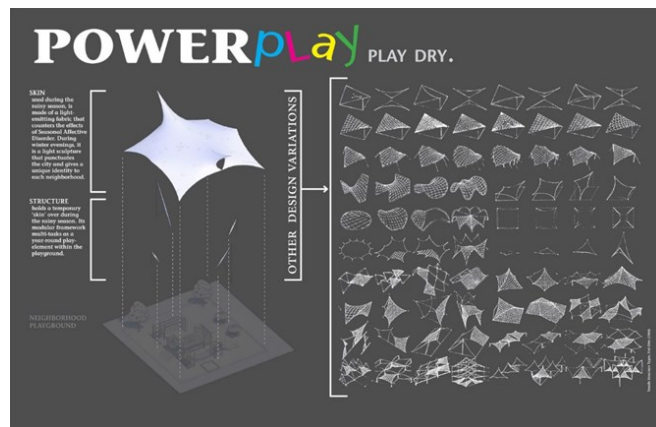 POWERPLAY PLAY DRY.
SKIN
used during the
rainy season, is
made of a light-
emitting fabric that
counters the effects
of Seasonal Affective
Disorder. During
winter evenings, it
is a light sculpture
that punctuates
the city and gives a
unique identity to
each neighborhood.
STRUCTURE
holds a temporary
'skin' over during
the rainy season. Its
modular framework
multi-tasks as a
year-round play-
element within the
playground.
NEIGHBORHOOD
PLAYGROUND
OTHER DESIGN VARIATIONS